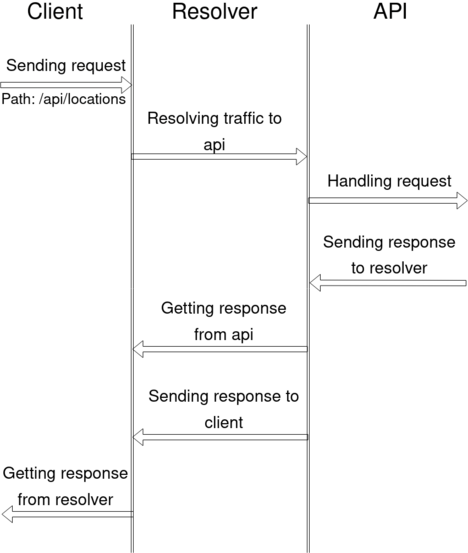 Client
Resolver
API
Sending request
Path: /api/locations
Resolving traffic to
api
Handling request
Sending response
to resolver
Getting response
from api
Sending response to
client
Getting response
from resolver